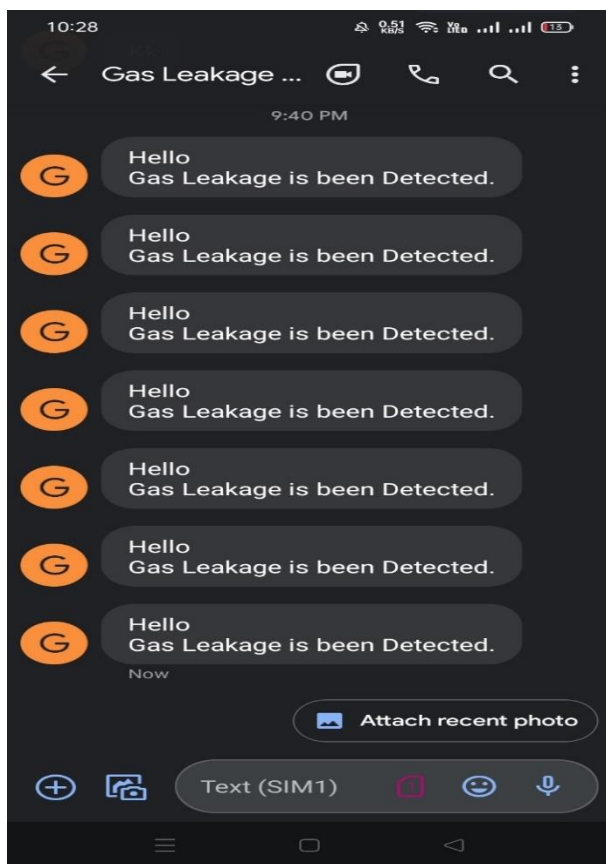 10:28
0.51 KB/S
13
Gas Leakage ...
9:40 PM
G
Hello
Gas Leakage is been Detected.
G
Hello
Gas Leakage is been Detected.
G
Hello
Gas Leakage is been Detected.
G
Hello
Gas Leakage is been Detected.
G
Hello
Gas Leakage is been Detected.
G
Hello
Gas Leakage is been Detected.
G
Hello
Gas Leakage is been Detected.
Now
Attach recent photo
Text (SIM1)